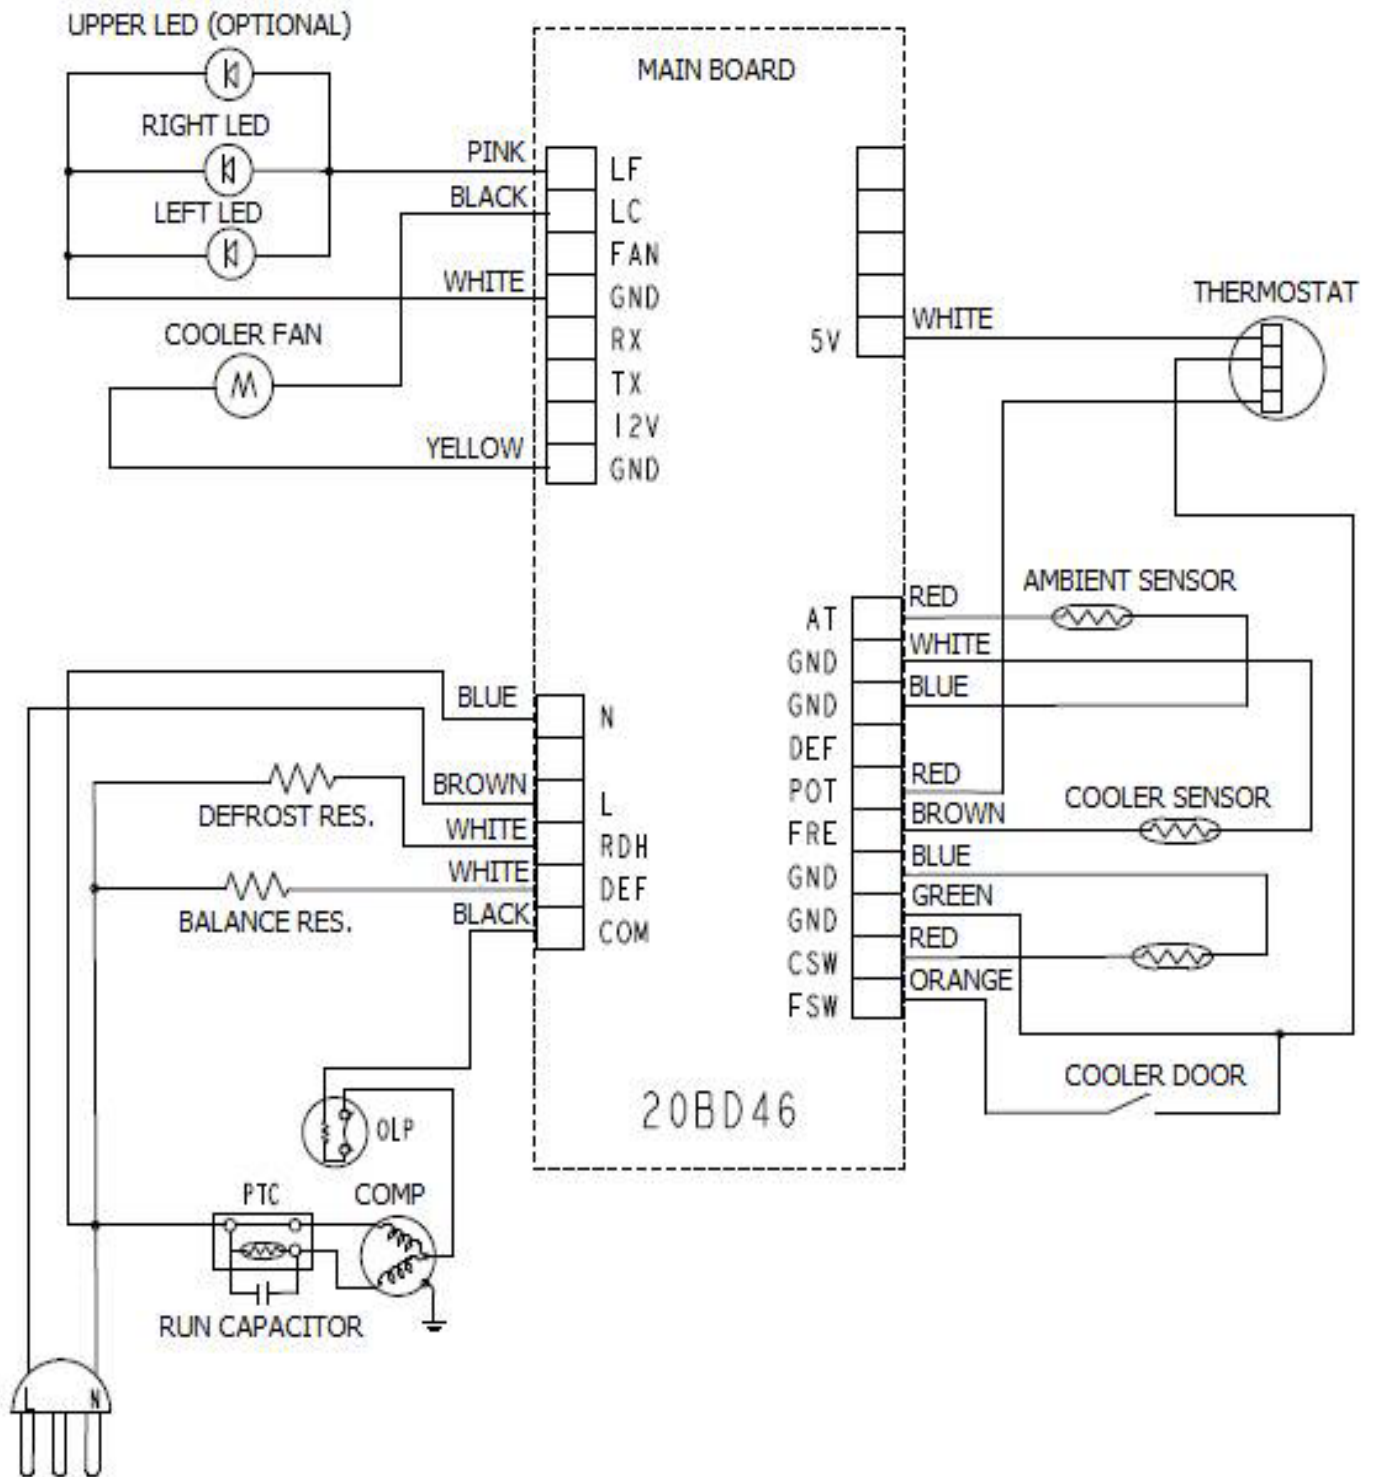 UPPER LED (OPTIONAL)
MAIN BOARD
RIGHT LED
PINK
LF
LEFT LED
BLACK
LC
FAN
WHITE
GND
COOLER FAN
RX
TX
12V
YELLOW
GND
5V
WHITE
THERMOSTAT
AMBIENT SENSOR
AT
RED
GND
WHITE
GND
BLUE
DEF
POT
RED
FRE
BROWN
COOLER SENSOR
GND
BLUE
GND
GREEN
CSW
RED
FSW
ORANGE
COOLER DOOR
BLUE
N
BROWN
L
DEFROST RES.
WHITE
RDH
WHITE
DEF
BALANCE RES.
BLACK
COM
20BD46
OLP
PTC
COMP
RUN CAPACITOR
L
N